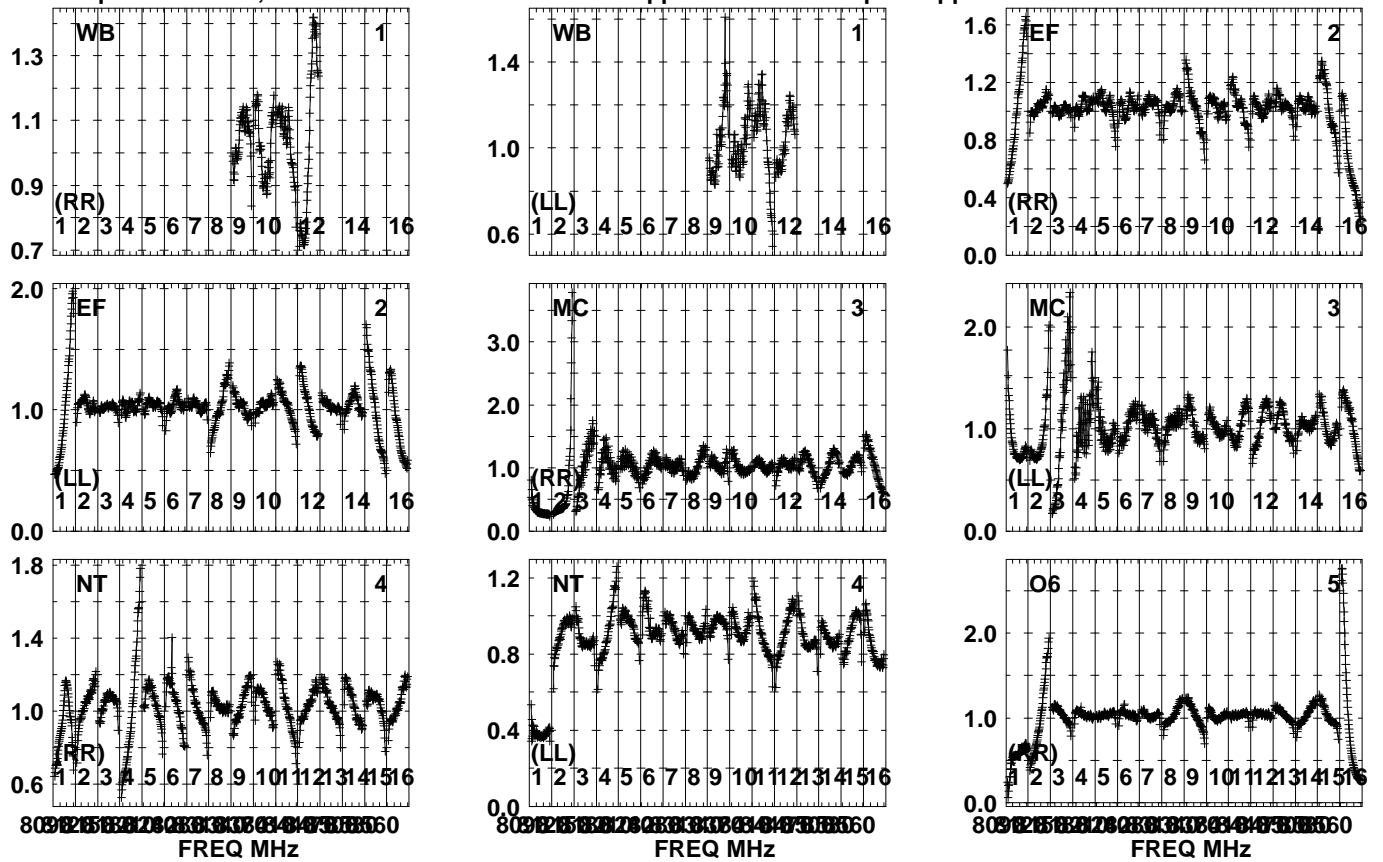 WB 1
1.3
1.1
0.9
0.7
(RR)
1 2 3 4 5 6 7 8 9 10 12 14 16
WB 1
1.4
1.0
0.6
(LL)
1 2 3 4 5 6 7 8 9 10 12 14 16
EF 2
1.6
1.2
0.8
0.4
0.0
(RR)
1 2 3 4 5 6 7 8 9 10 12 14 16
EF 2
2.0
1.0
0.0
(LL)
1 2 3 4 5 6 7 8 9 10 12 14 16
MC 3
3.0
2.0
1.0
0.0
(RR)
1 2 3 4 5 6 7 8 9 10 12 14 16
MC 3
2.0
1.0
0.0
(LL)
1 2 3 4 5 6 7 8 9 10 12 14 16
NT 4
1.8
1.4
1.0
0.6
(RR)
1 2 3 4 5 6 7 8 9 10 11 12 13 14 15 16
FREQ MHz
NT 4
1.2
0.8
0.4
0.0
(LL)
1 2 3 4 5 6 7 8 9 10 11 12 13 14 15 16
FREQ MHz
O6 5
2.0
1.0
0.0
(RR)
1 2 3 4 5 6 7 8 9 10 11 12 13 14 15 16
FREQ MHz